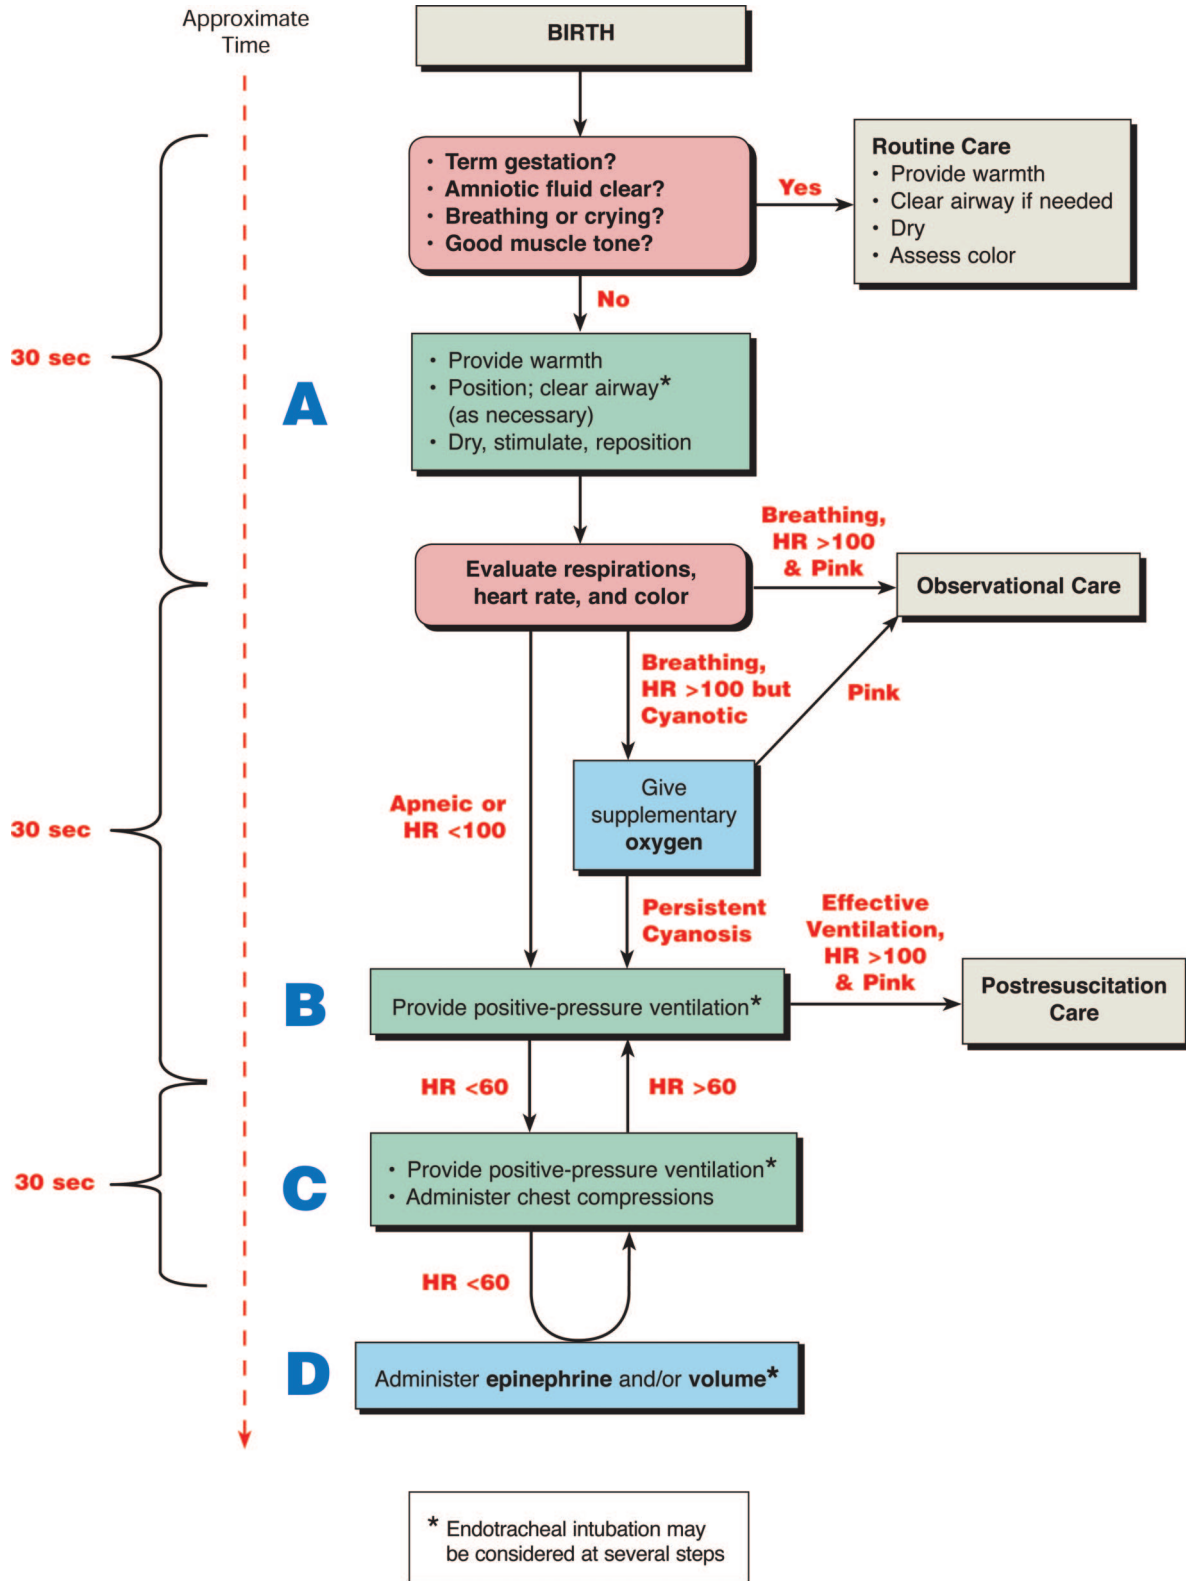 Approximate
Time
BIRTH
• Term gestation?
• Amniotic fluid clear?
• Breathing or crying?
• Good muscle tone?
Yes
Routine Care
• Provide warmth
• Clear airway if needed
• Dry
• Assess color
No
30 sec
A
• Provide warmth
• Position; clear airway*
(as necessary)
• Dry, stimulate, reposition
Evaluate respirations,
heart rate, and color
Breathing,
HR >100
& Pink
Observational Care
Breathing,
HR >100 but
Cyanotic
Pink
30 sec
Apneic or
HR <100
Give
supplementary
oxygen
Persistent
Cyanosis
Effective
Ventilation,
HR >100
& Pink
B
Provide positive-pressure ventilation*
Postresuscitation
Care
HR <60
HR >60
30 sec
C
• Provide positive-pressure ventilation*
• Administer chest compressions
HR <60
D
Administer epinephrine and/or volume*
* Endotracheal intubation may
be considered at several steps